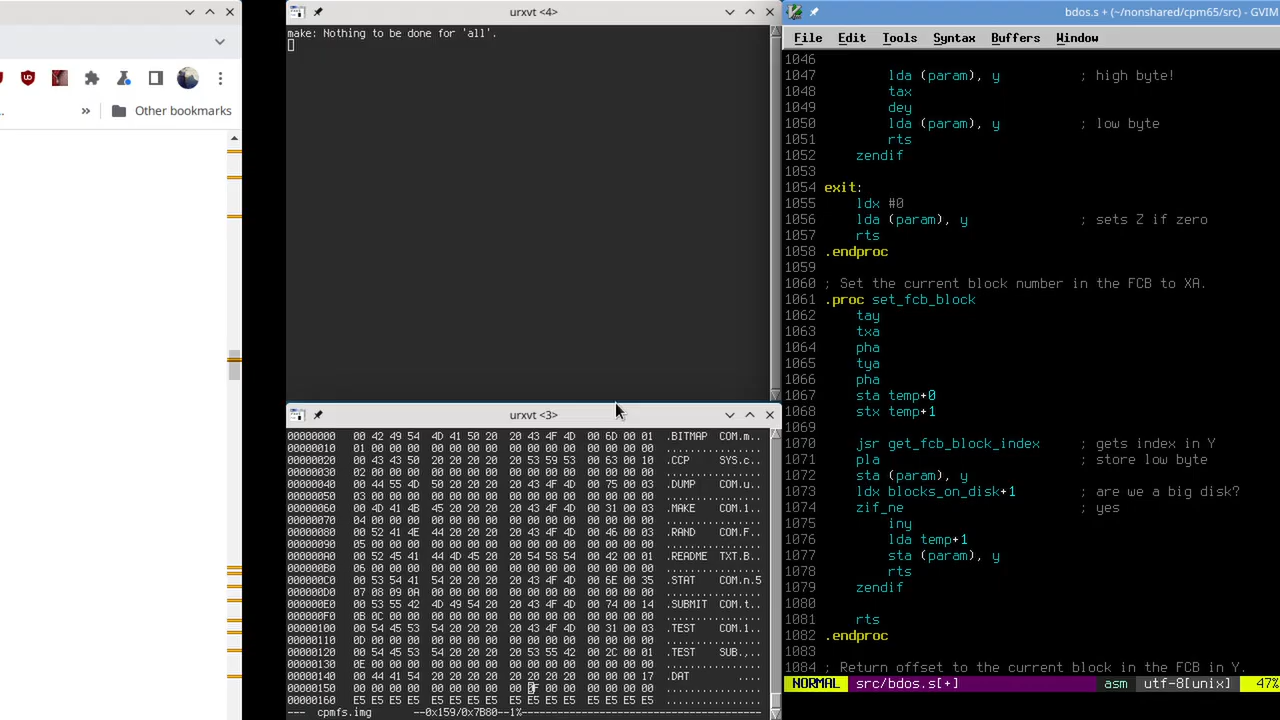 Other bookmarks
urxvt <4>
make: Nothing to be done for 'all'.
urxvt <3>
00000000 00 42 49 54 4D 41 50 20 20 43 4F 4D 00 6D 00 01 .BITMAP COM.m..
00000010 01 00 00 00 00 00 00 00 00 00 00 00 00 00 00 00 ................
00000020 00 43 43 50 20 20 20 20 20 53 59 53 00 63 00 10 .CCP SYS.c..
00000030 02 00 00 00 00 00 00 00 00 00 00 00 00 00 00 00 ................
00000040 00 44 55 4D 50 20 20 20 20 43 4F 4D 00 75 00 03 .DUMP COM.u..
00000050 03 00 00 00 00 00 00 00 00 00 00 00 00 00 00 00 ................
00000060 00 4D 41 4B 45 20 20 20 20 43 4F 4D 00 31 00 03 .MAKE COM.1..
00000070 04 00 00 00 00 00 00 00 00 00 00 00 00 00 00 00 ................
00000080 00 52 41 4E 44 20 20 20 20 43 4F 4D 00 46 00 03 .RAND COM.F..
00000090 05 00 00 00 00 00 00 00 00 00 00 00 00 00 00 00 ................
000000A0 00 52 45 41 44 4D 45 20 20 54 58 54 00 42 00 01 .README TXT.B..
000000B0 06 00 00 00 00 00 00 00 00 00 00 00 00 00 00 00 ................
000000C0 00 53 54 41 54 20 20 20 20 43 4F 4D 00 6E 00 35 .STAT COM.n.5
000000D0 07 08 09 0A 00 00 00 00 00 00 00 00 00 00 00 00 ................
000000E0 00 53 55 42 4D 49 54 20 20 43 4F 4D 00 74 00 14 .SUBMIT COM.t..
000000F0 0B 0C 00 00 00 00 00 00 00 00 00 00 00 00 00 00 ................
00000100 00 54 45 53 54 20 20 20 20 43 4F 4D 00 31 00 03 .TEST COM.1..
00000110 0D 00 00 00 00 00 00 00 00 00 00 00 00 00 00 00 ................
00000120 00 54 45 53 54 20 20 20 20 53 55 42 00 2C 00 01 .TEST SUB.,..
00000130 0E 00 00 00 00 00 00 00 00 00 00 00 00 00 00 00 ................
00000140 00 44 41 54 20 20 20 20 20 20 20 20 00 00 00 17 .DAT ....
00000150 00 00 00 00 00 00 00 00 00 0F 00 00 00 00 00 00 ................
00000160 E5 E5 E5 E5 E5 E5 E5 E5 E5 E5 E5 E5 E5 E5 E5 E5 ................
--- cpmfs.img --0x159/0x7B80--1%---
bdos.s + (~/nonshared/cpm65/src) - GVIM
File Edit Tools Syntax Buffers Window
1046
1047 lda (param), y ; high byte!
1048 tax
1049 dey
1050 lda (param), y ; low byte
1051 rts
1052 zendif
1053
1054 exit:
1055 ldx #0
1056 lda (param), y ; sets Z if zero
1057 rts
1058 .endproc
1059
1060 ; Set the current block number in the FCB to XA.
1061 .proc set_fcb_block
1062 tay
1063 txa
1064 pha
1065 tya
1066 pha
1067 sta temp+0
1068 stx temp+1
1069
1070 jsr get_fcb_block_index ; gets index in Y
1071 pla ; store low byte
1072 sta (param), y
1073 ldx blocks_on_disk+1 ; are we a big disk?
1074 zif_ne ; yes
1075 iny
1076 lda temp+1
1077 sta (param), y
1078 rts
1079 zendif
1080
1081 rts
1082 .endproc
1083
1084 ; Return offset to the current block in the FCB in Y.
NORMAL src/bdos.s[+] asm utf-8[unix] 47%